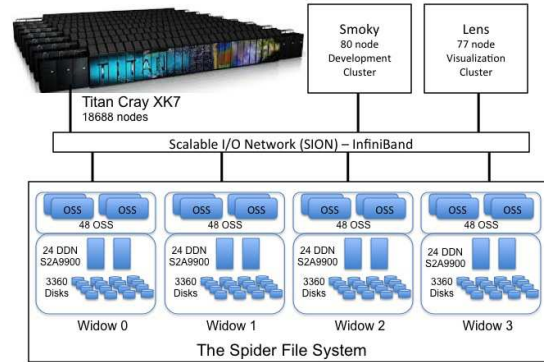 Smoky
80 node
Development
Cluster
Lens
77 node
Visualization
Cluster
TITAN
Titan Cray XK7
18688 nodes
Scalable I/O Network (SION) – InfiniBand
OSS OSS
48 OSS
24 DDN
S2A9900
3360
Disks
Widow 0
OSS OSS
48 OSS
24 DDN
S2A9900
3360
Disks
Widow 1
OSS OSS
48 OSS
24 DDN
S2A9900
3360
Disks
Widow 2
OSS OSS
48 OSS
24 DDN
S2A9900
3360
Disks
Widow 3
The Spider File System